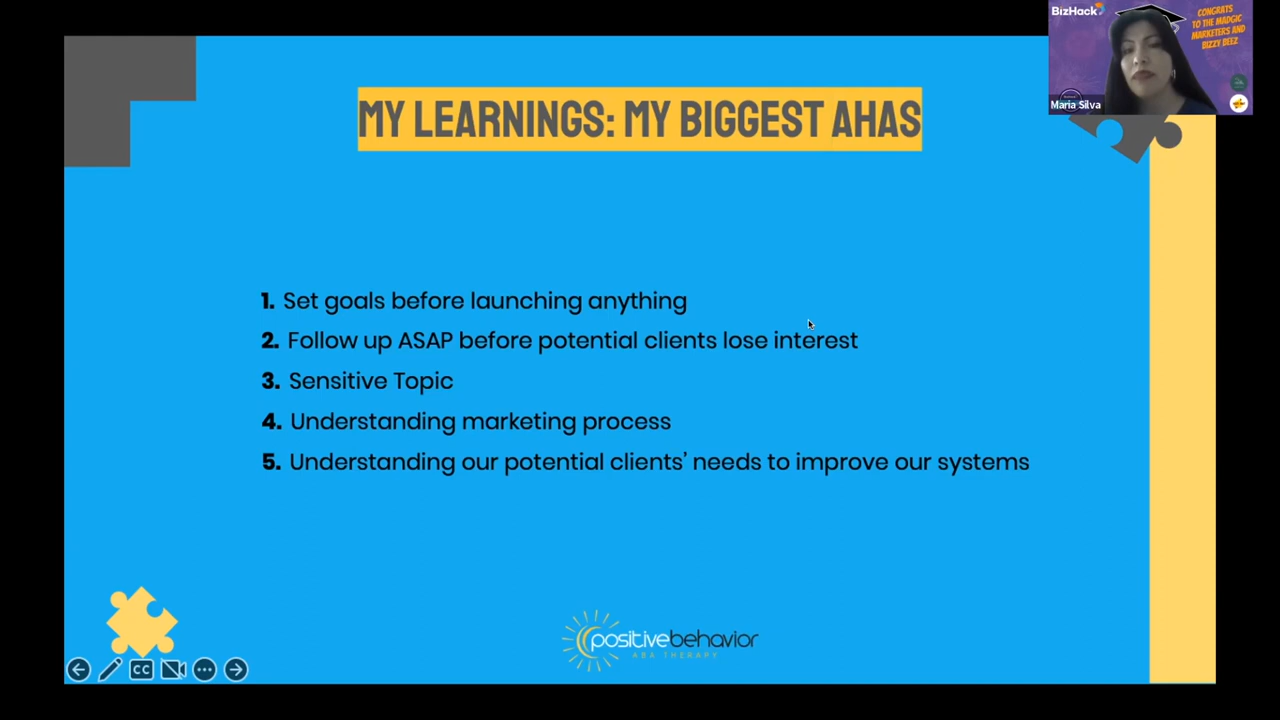 BizHack
CONGRATS
TO THE MADGIC
MARKETERS AND
BIZZY BEEZ
Maria Silva
MY LEARNINGS: MY BIGGEST AHAS
1. Set goals before launching anything
2. Follow up ASAP before potential clients lose interest
3. Sensitive Topic
4. Understanding marketing process
5. Understanding our potential clients’ needs to improve our systems
positivebehavior
ABA THERAPY
CC